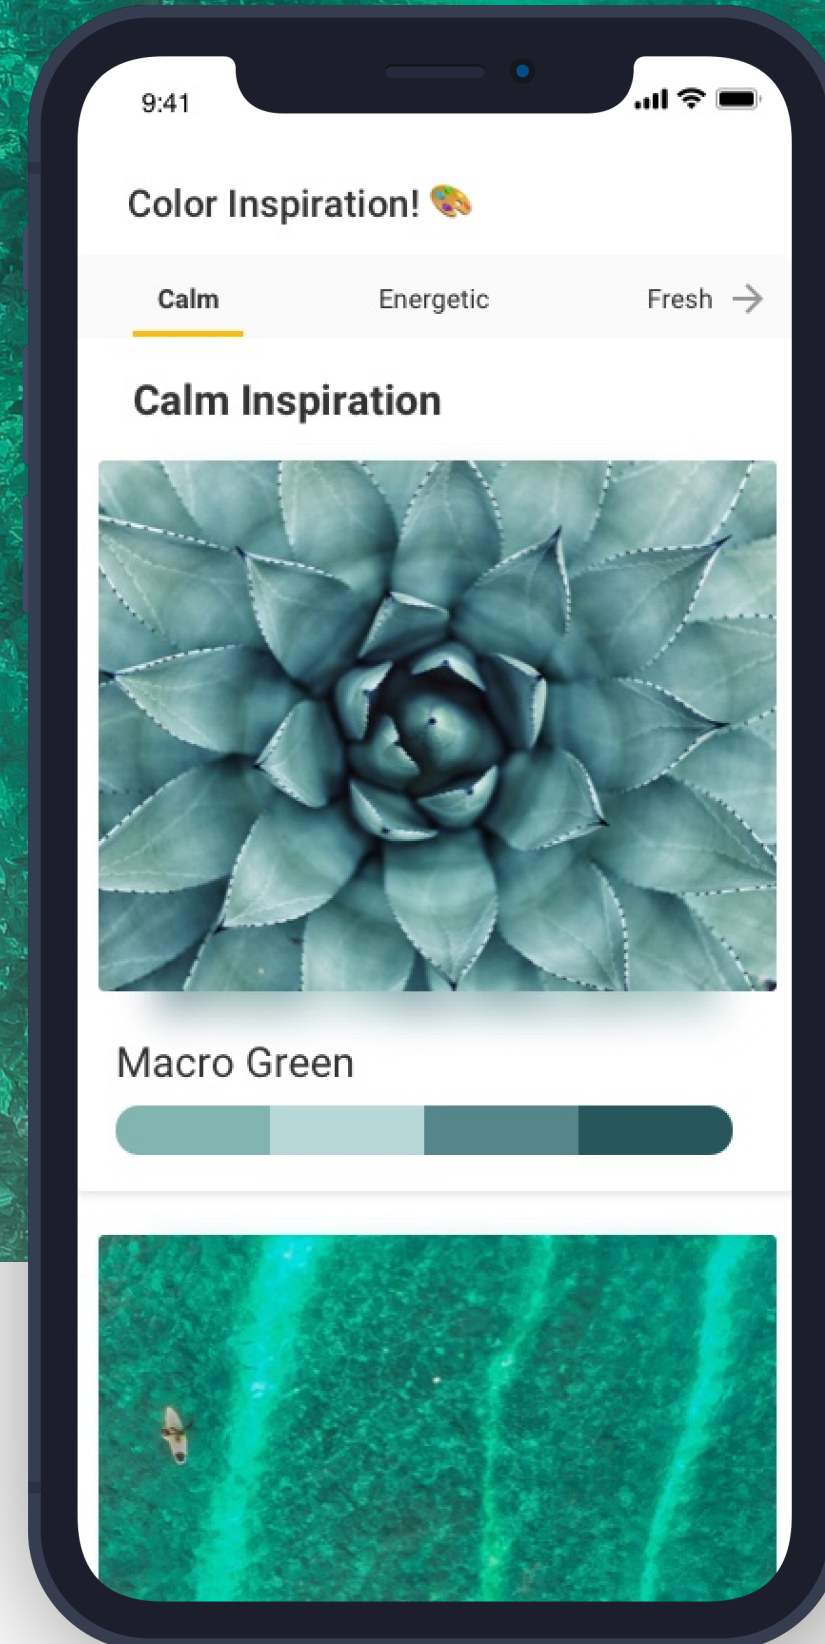 9:41
Color Inspiration! 🎨
Calm Energetic Fresh →
Calm Inspiration
Macro Green